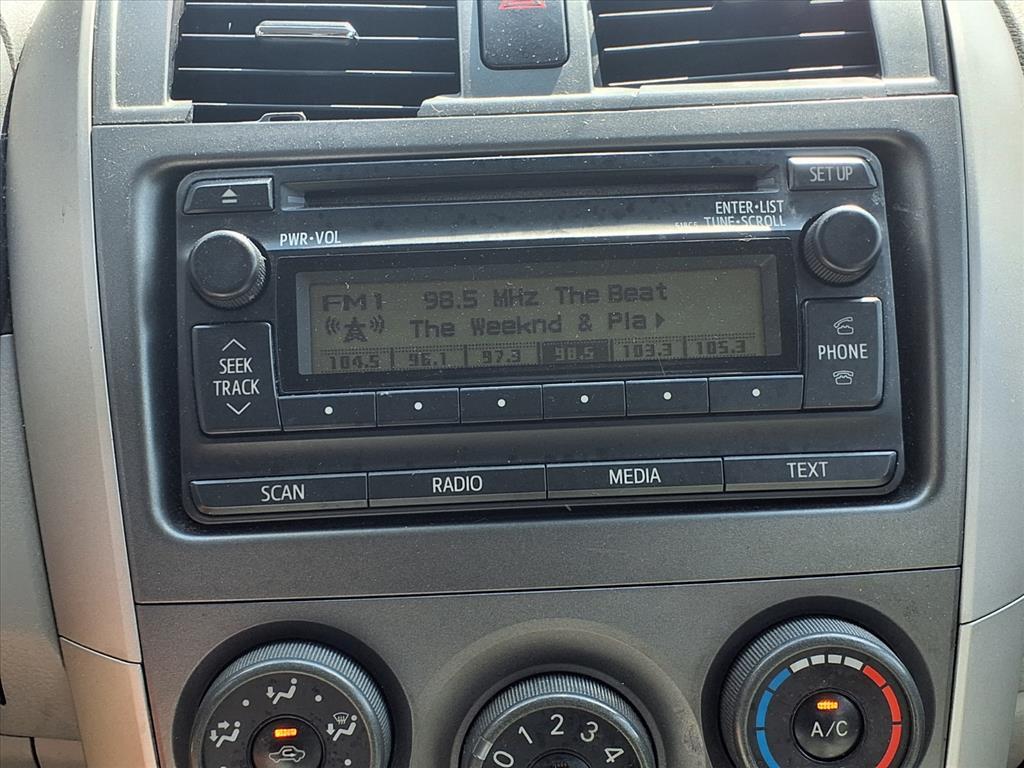 SET UP
ENTER•LIST
TUNE•SCROLL
PWR•VOL
FM1 98.5 MHz The Beat
The Weeknd & Pla
104.5 96.1 97.3 98.5 103.3 105.3
SEEK
TRACK
PHONE
SCAN RADIO MEDIA TEXT
0 1 2 3 4
A/C